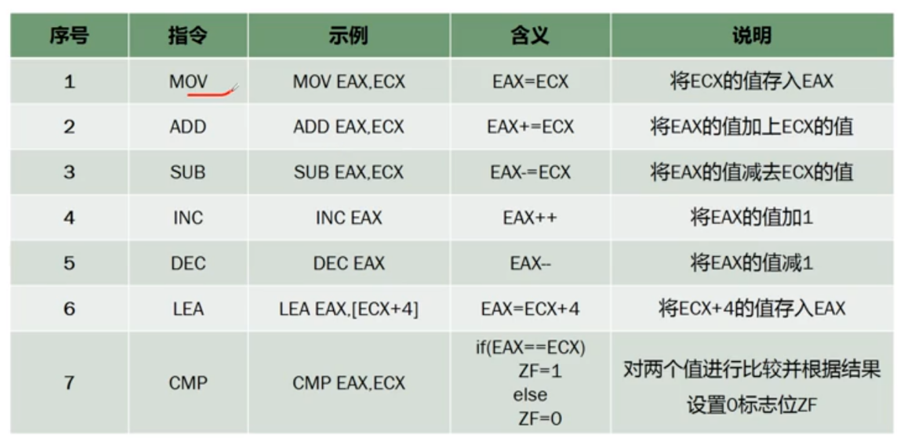 序号 指令 示例 含义 说明
1 MOV MOV EAX,ECX EAX=ECX 将ECX的值存入EAX
2 ADD ADD EAX,ECX EAX+=ECX 将EAX的值加上ECX的值
3 SUB SUB EAX,ECX EAX-=ECX 将EAX的值减去ECX的值
4 INC INC EAX EAX++ 将EAX的值加1
5 DEC DEC EAX EAX-- 将EAX的值减1
6 LEA LEA EAX,[ECX+4] EAX=ECX+4 将ECX+4的值存入EAX
7 CMP CMP EAX,ECX
if(EAX==ECX)
ZF=1
else
ZF=0
对两个值进行比较并根据结果
设置0标志位ZF